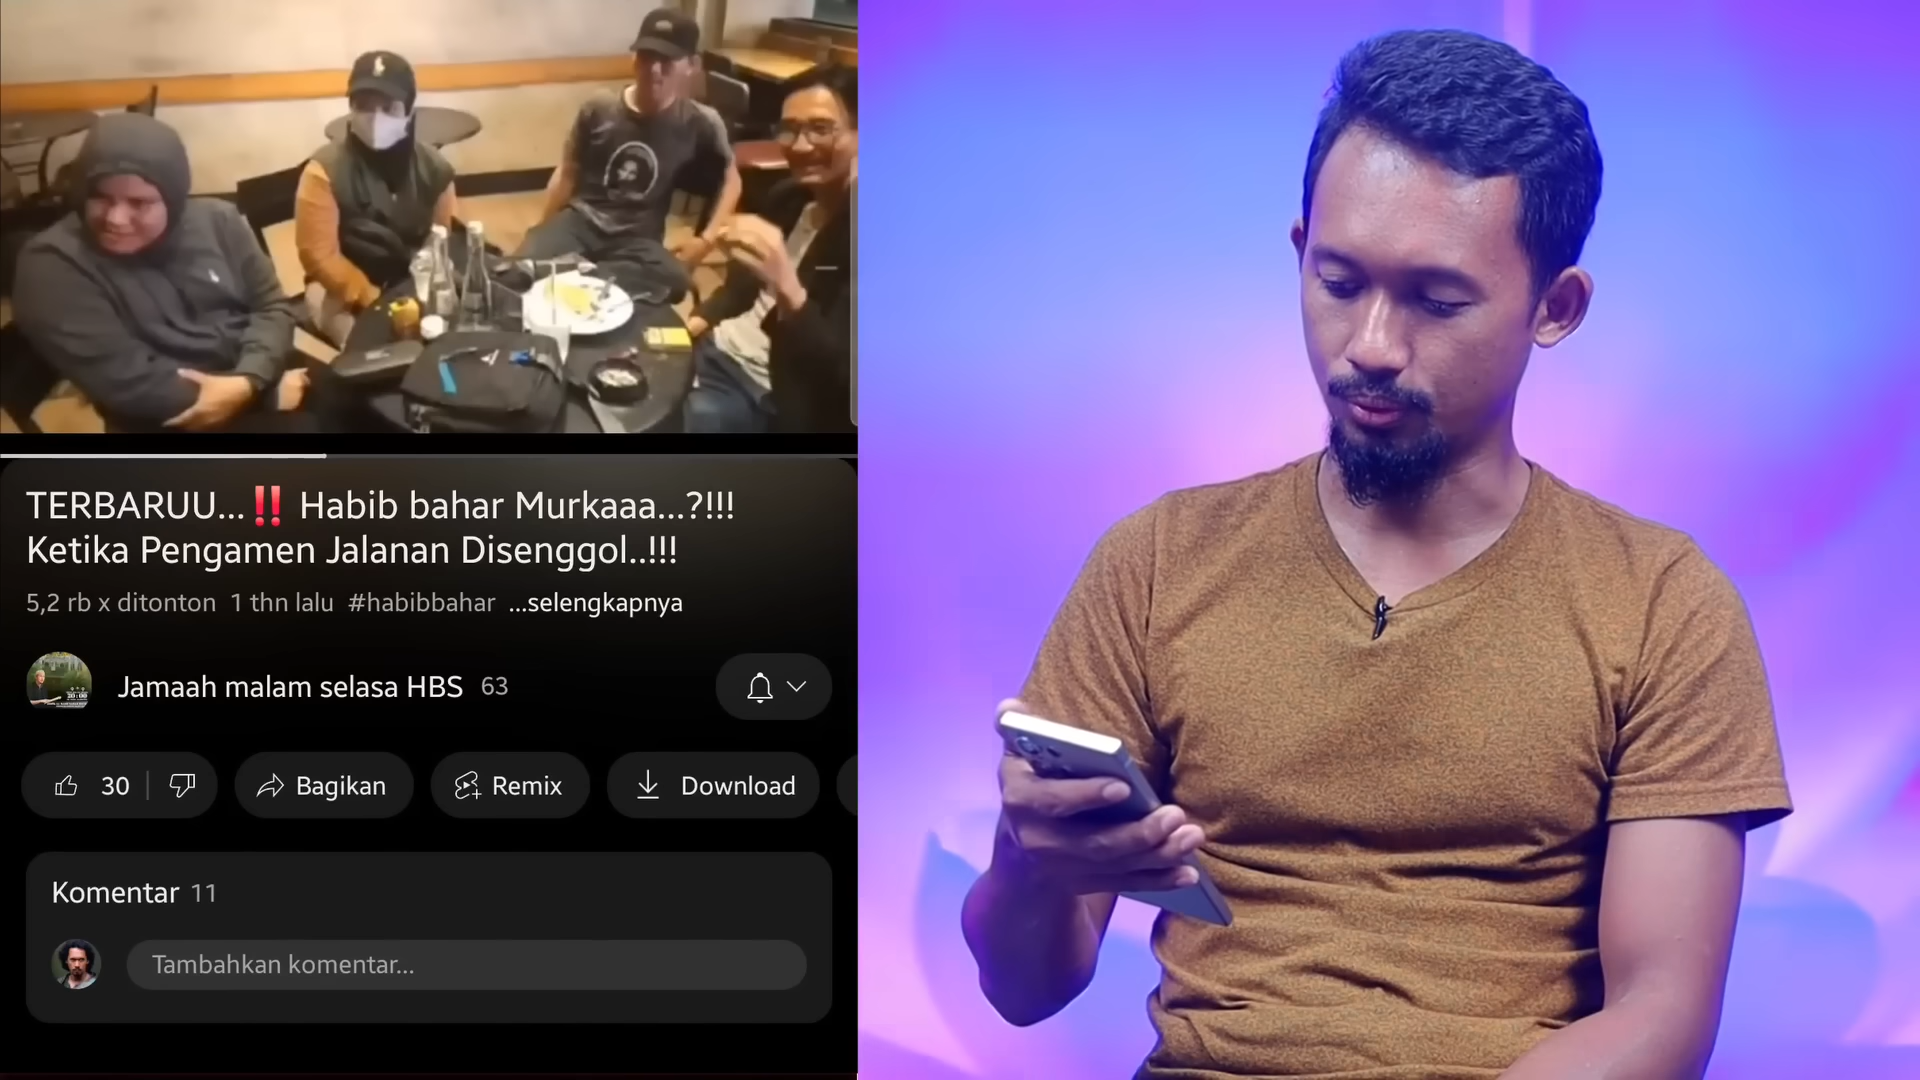 TERBARUU...‼️ Habib bahar Murkaaa...?!!!
Ketika Pengamen Jalanan Disenggol..!!!
5,2 rb x ditonton 1 thn lalu #habibbahar ...selengkapnya
Jamaah malam selasa HBS 63
30 Bagikan Remix Download
Komentar 11
Tambahkan komentar...